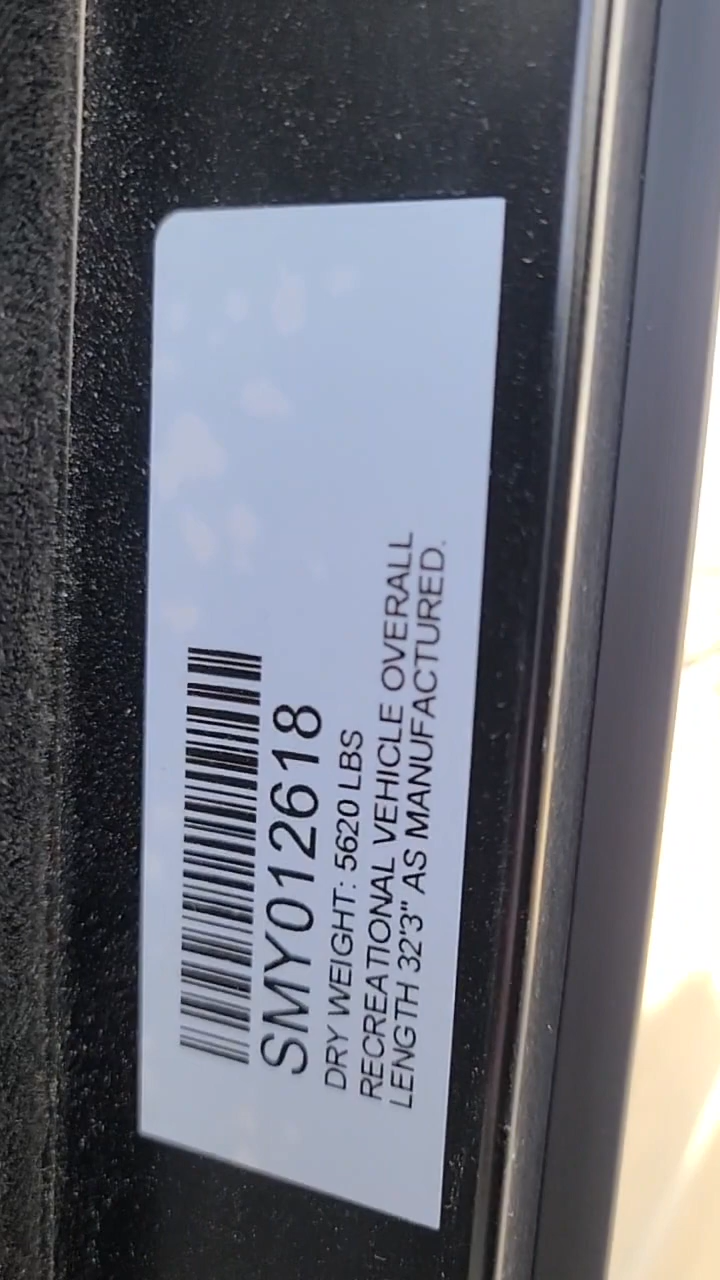 SMY012618
DRY WEIGHT: 5620 LBS
RECREATIONAL VEHICLE OVERALL
LENGTH 32'3" AS MANUFACTURED.